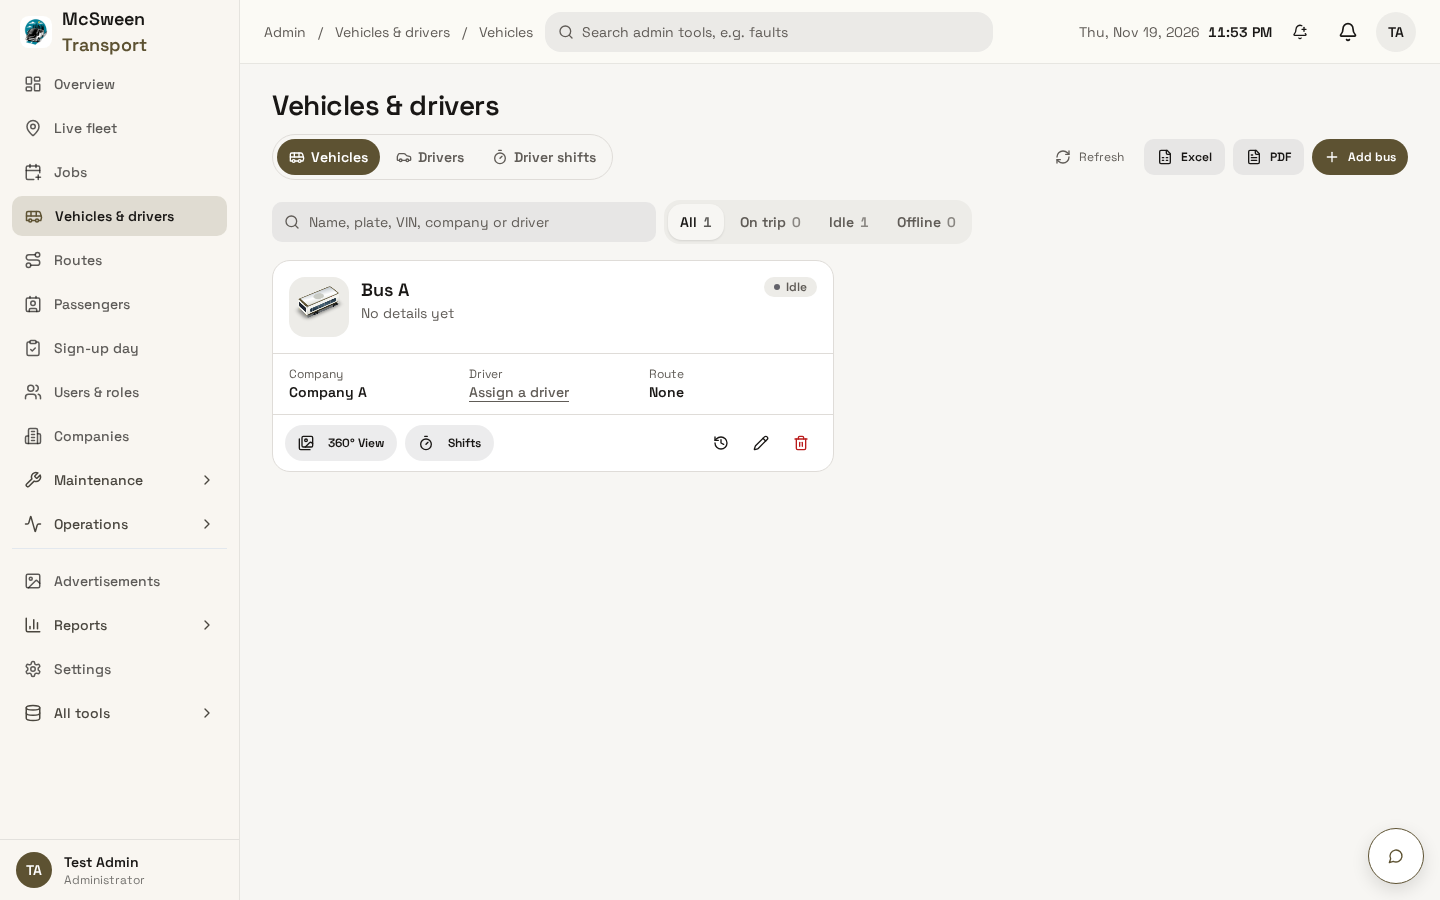 McSween
Transport
Overview
Live fleet
Jobs
Vehicles & drivers
Routes
Passengers
Sign-up day
Users & roles
Companies
Maintenance
Operations
Advertisements
Reports
Settings
All tools
TA
Test Admin
Administrator
Admin / Vehicles & drivers / Vehicles
Search admin tools, e.g. faults
Thu, Nov 19, 2026 11:53 PM
TA
Vehicles & drivers
Vehicles
Drivers
Driver shifts
Refresh
Excel
PDF
Add bus
Name, plate, VIN, company or driver
All 1
On trip 0
Idle 1
Offline 0
Bus A
No details yet
Idle
Company
Company A
Driver
Assign a driver
Route
None
360° View
Shifts